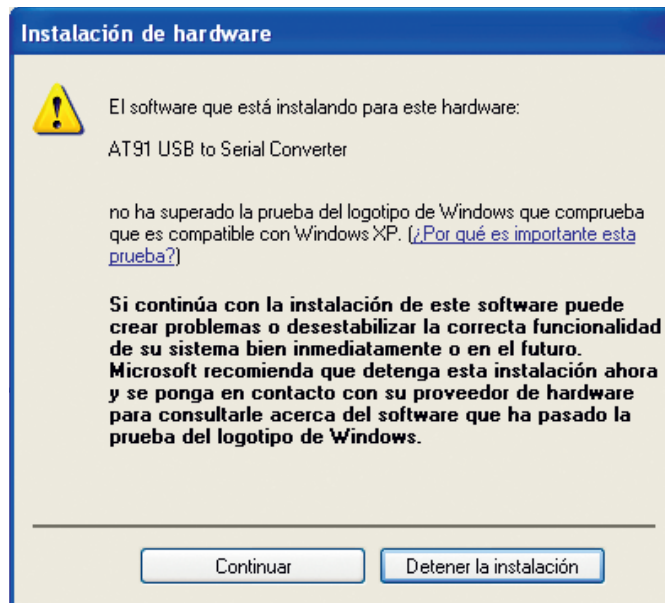 Instalación de hardware
El software que está instalando para este hardware:
AT91 USB to Serial Converter
no ha superado la prueba del logotipo de Windows que comprueba
que es compatible con Windows XP. (¿Por qué es importante esta
prueba?)
Si continúa con la instalación de este software puede
crear problemas o desestabilizar la correcta funcionalidad
de su sistema bien inmediatamente o en el futuro.
Microsoft recomienda que detenga esta instalación ahora
y se ponga en contacto con su proveedor de hardware
para consultarle acerca del software que ha pasado la
prueba del logotipo de Windows.
Continuar
Detener la instalación